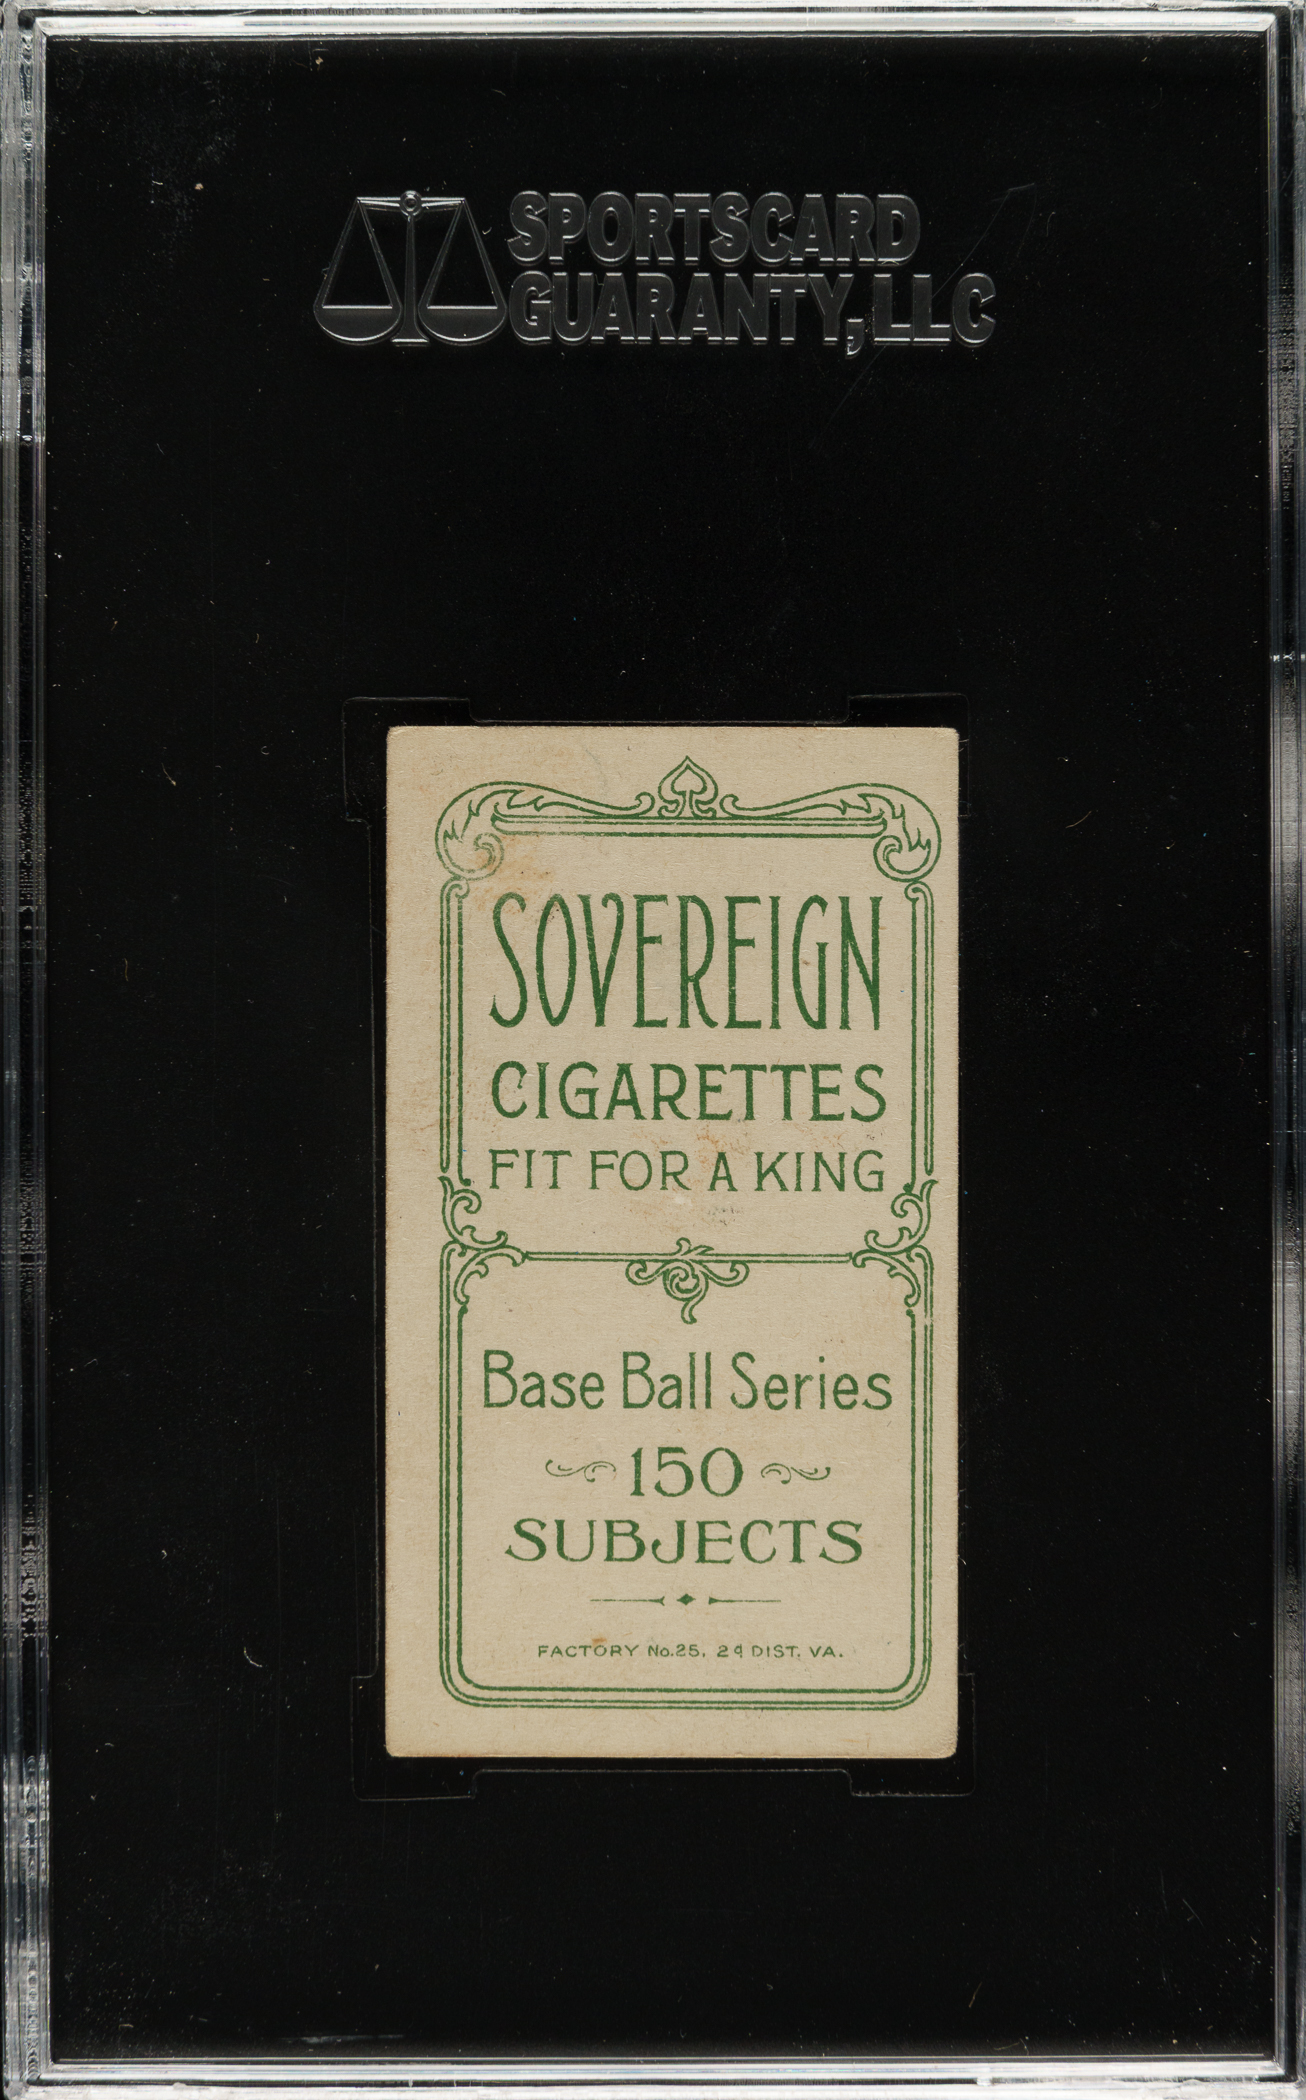 SPORTSCARD
GUARANTY, LLC
SOVEREIGN
CIGARETTES
FIT FOR A KING
Base Ball Series
150
SUBJECTS
FACTORY No. 25, 2d DIST. VA.